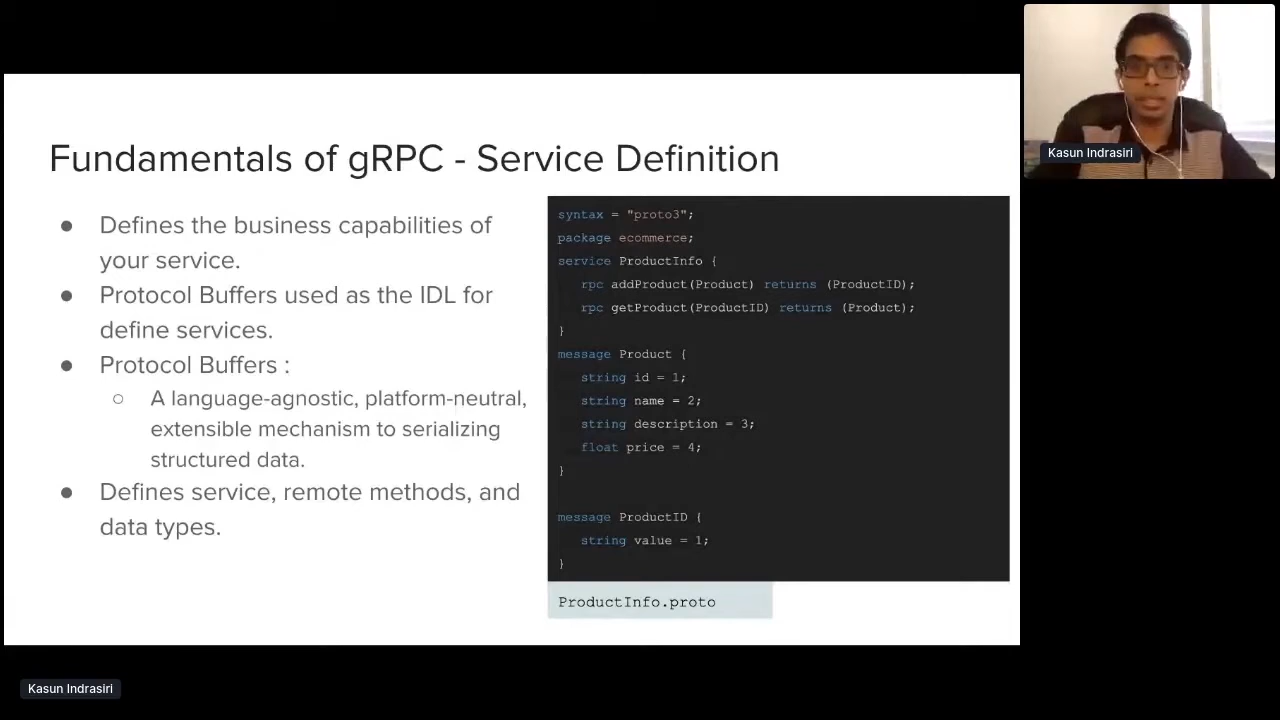 Fundamentals of gRPC - Service Definition
● Defines the business capabilities of
your service.
● Protocol Buffers used as the IDL for
define services.
● Protocol Buffers :
○ A language-agnostic, platform-neutral,
extensible mechanism to serializing
structured data.
● Defines service, remote methods, and
data types.
syntax = "proto3";
package ecommerce;
service ProductInfo {
rpc addProduct(Product) returns (ProductID);
rpc getProduct(ProductID) returns (Product);
}
message Product {
string id = 1;
string name = 2;
string description = 3;
float price = 4;
}
message ProductID {
string value = 1;
}
ProductInfo.proto
Kasun Indrasiri
Kasun Indrasiri